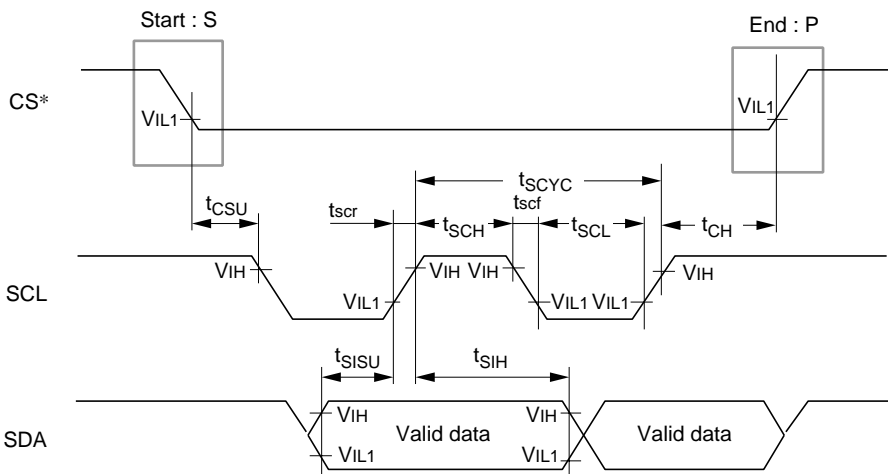 Start : S
End : P
CS*
VIL1
VIL1
tSCYC
tCSU
tscr
tSCH
tscf
tSCL
tCH
SCL
VIH
VIH
VIH
VIH
VIL1
VIL1
VIL1
tSISU
tSIH
SDA
VIH
Valid data
VIH
Valid data
VIL1
VIL1